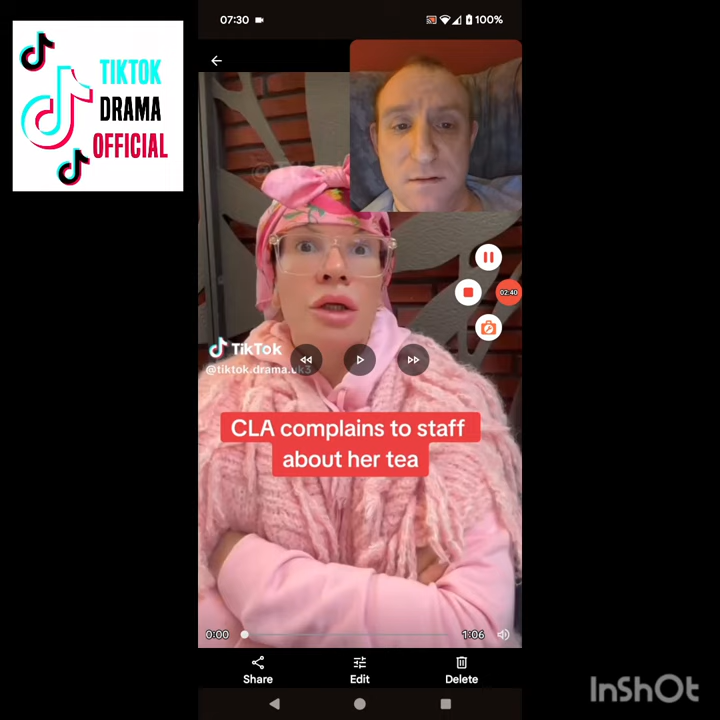 07:30
100%
TIKTOK
DRAMA
OFFICIAL
02:40
TikTok
@tiktok.drama.uk3
CLA complains to staff
about her tea
0:00
1:06
Share
Edit
Delete
InShOt